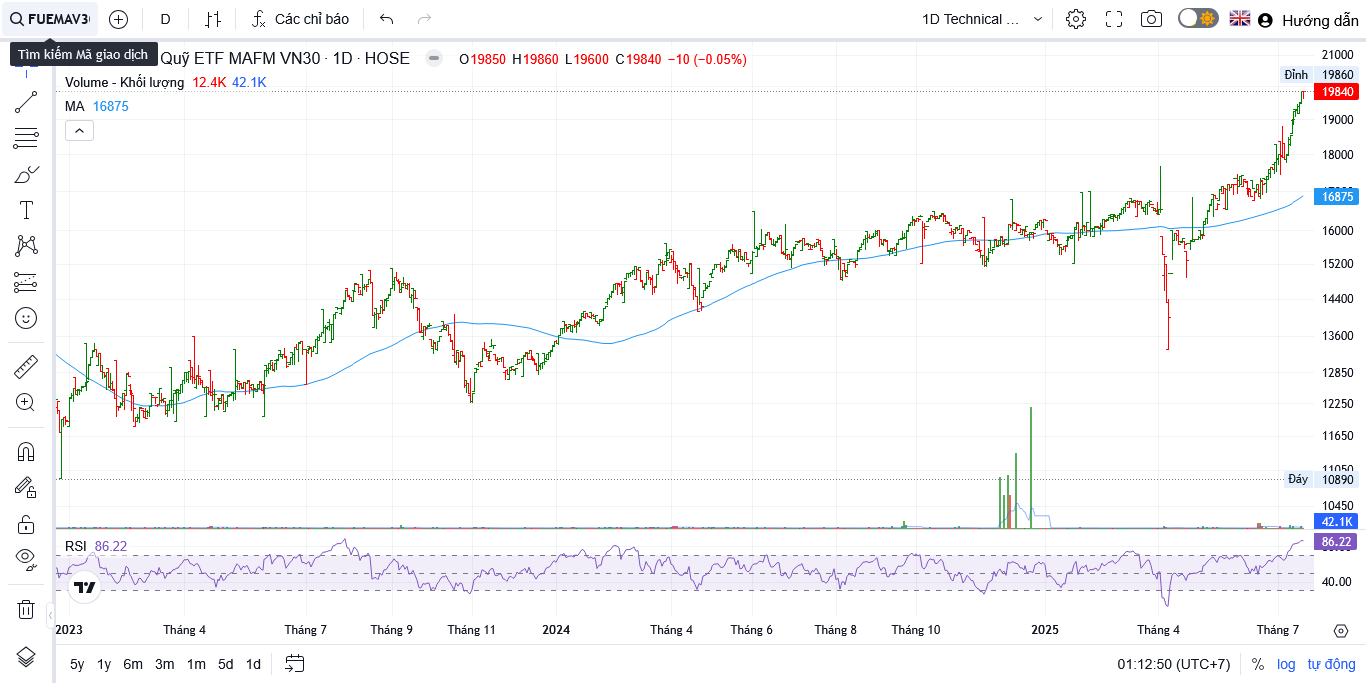 FUEMAV30
D
Các chỉ báo
1D Technical ...
Hướng dẫn
Tìm kiếm Mã giao dịch
Quỹ ETF MAFM VN30 · 1D · HOSE
O19850 H19860 L19600 C19840 −10 (−0.05%)
Volume - Khối lượng 12.4K 42.1K
MA 16875
21000
Đỉnh 19860
19840
19000
18000
16875
16000
15200
14400
13600
12850
12250
11650
11050
Đáy 10890
10450
42.1K
RSI 86.22
86.22
40.00
2023 Tháng 4 Tháng 7 Tháng 9 Tháng 11 2024 Tháng 4 Tháng 6 Tháng 8 Tháng 10 2025 Tháng 4 Tháng 7
5y 1y 6m 3m 1m 5d 1d
01:12:50 (UTC+7) % log tự động